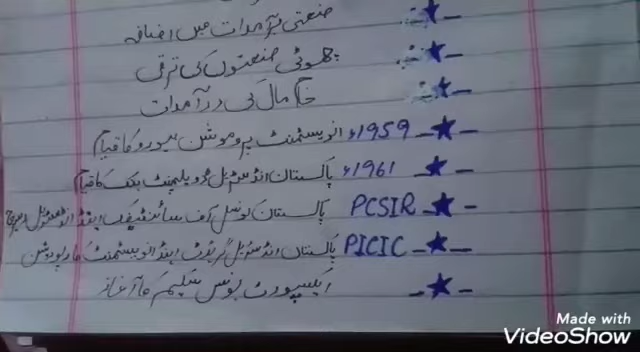 صنعتی برآمدات میں اضافہ
چھوٹی صنعتوں کی ترقی
خام مال کی درآمدات
1959ء انویسٹمنٹ پروموشن بیورو کا قیام
1961ء پاکستان انڈسٹریل ڈویلپمنٹ بنک کا قیام
PCSIR پاکستان کونسل آف سائنٹیفک اینڈ انڈسٹریل ریسرچ
PICIC پاکستان انڈسٹریل کریڈٹ اینڈ انویسٹمنٹ کارپوریشن
ایکسپورٹ بونس سکیم کا آغاز
Made with
VideoShow